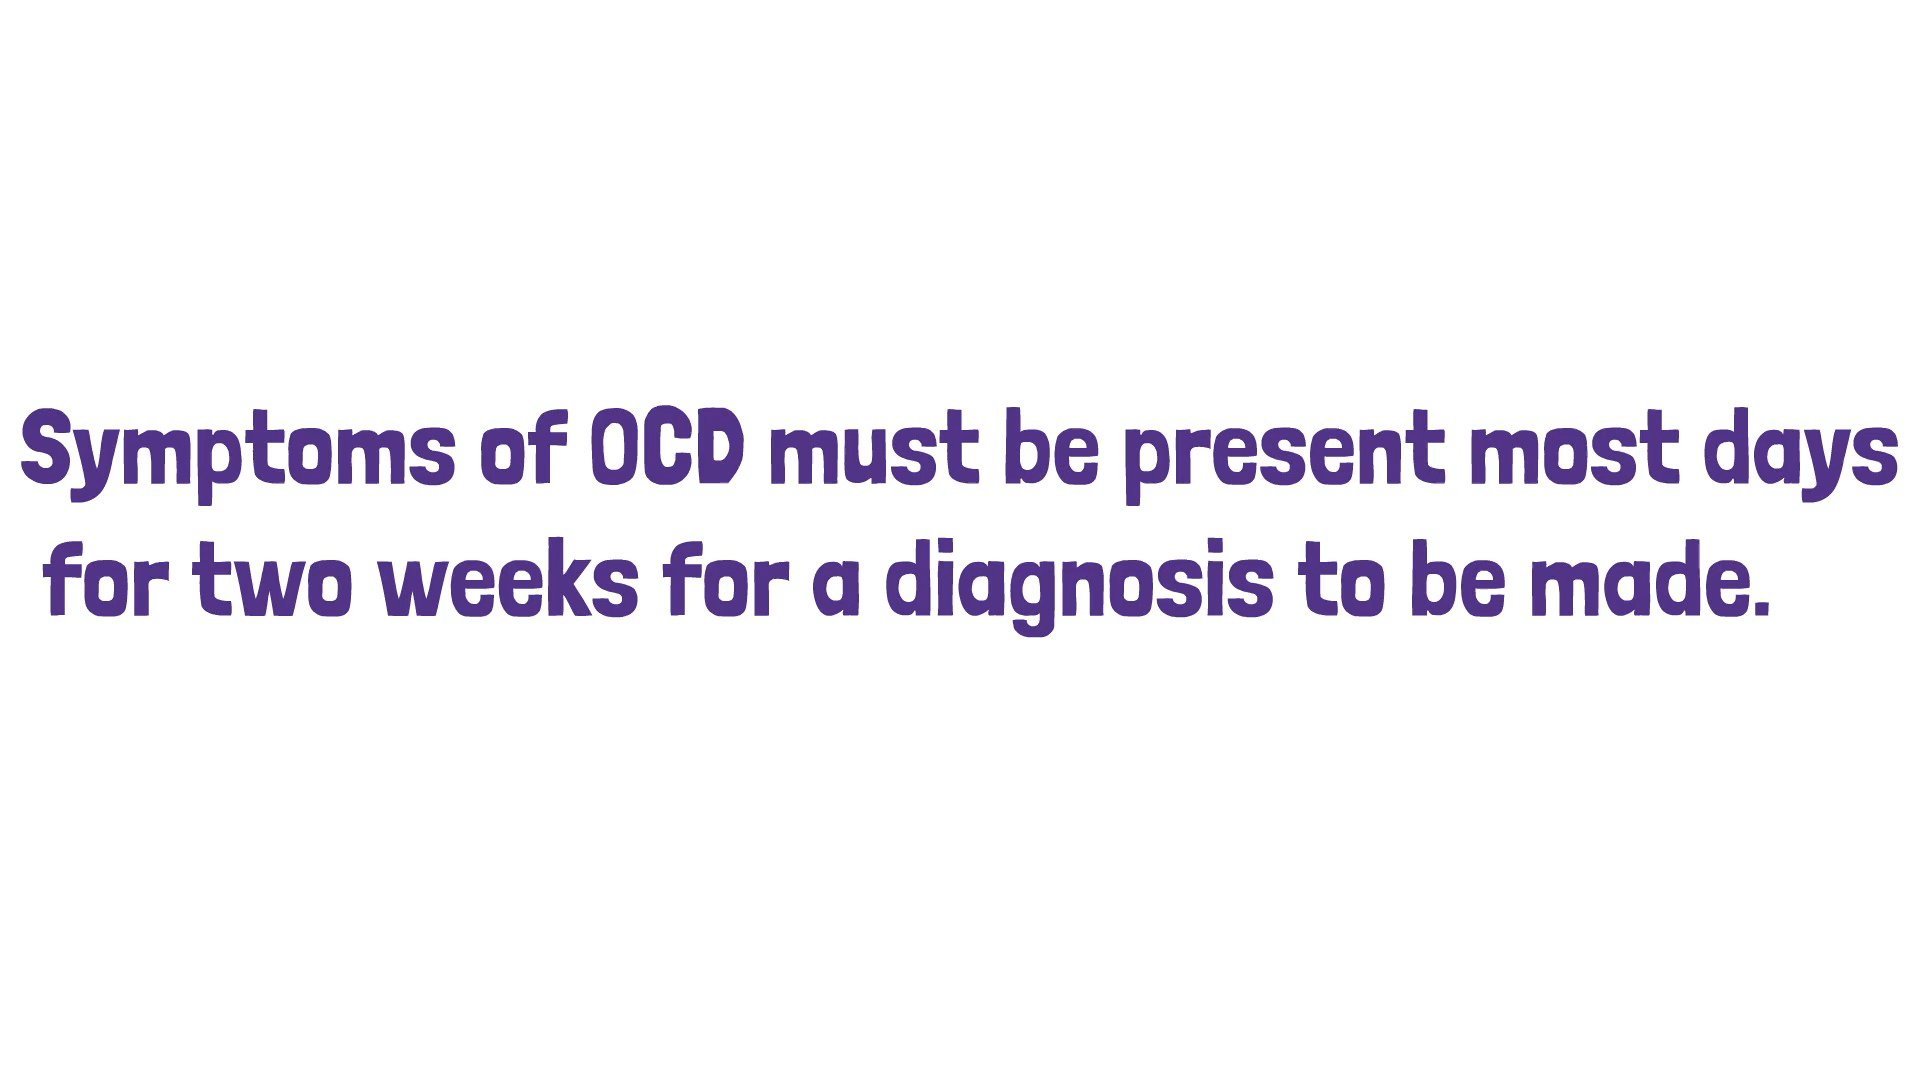 Symptoms of OCD must be present most days
for two weeks for a diagnosis to be made.